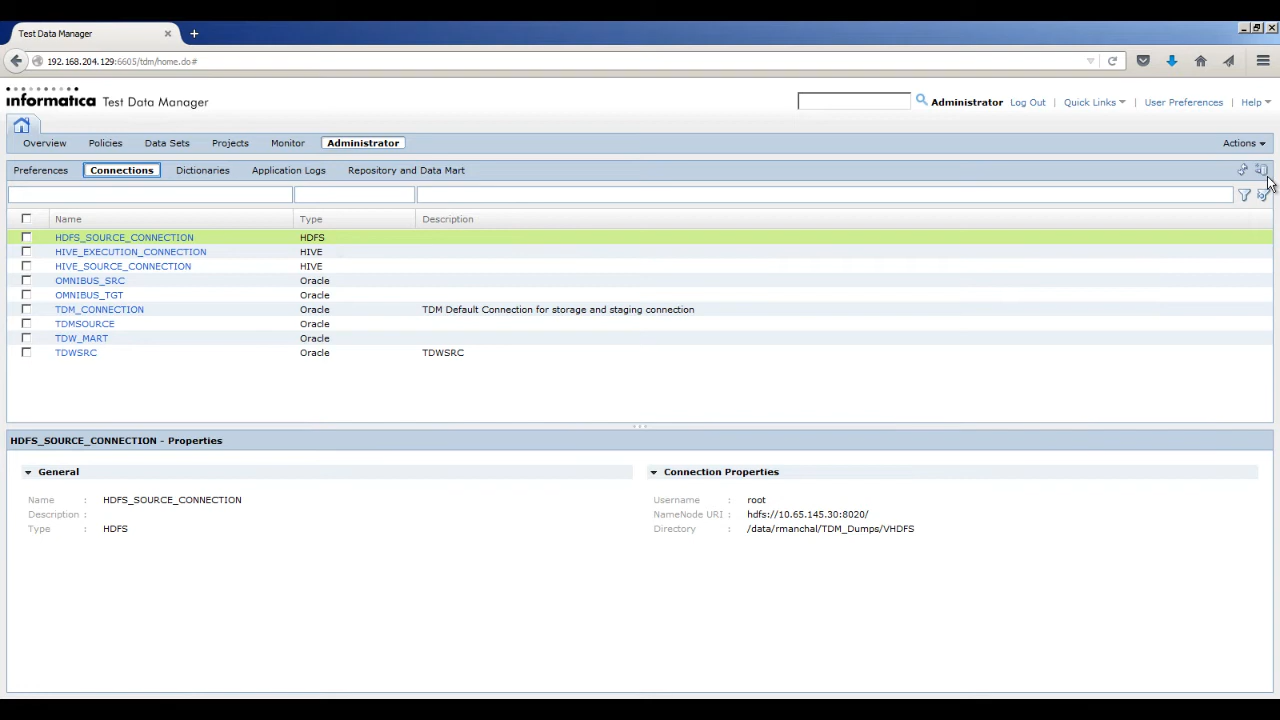 Test Data Manager
192.168.204.129:6605/tdm/home.do#
informatica Test Data Manager
Administrator Log Out Quick Links | User Preferences | Help
Overview Policies Data Sets Projects Monitor Administrator Actions
Preferences Connections Dictionaries Application Logs Repository and Data Mart
Name Type Description
HDFS_SOURCE_CONNECTION HDFS
HIVE_EXECUTION_CONNECTION HIVE
HIVE_SOURCE_CONNECTION HIVE
OMNIBUS_SRC Oracle
OMNIBUS_TGT Oracle
TDM_CONNECTION Oracle TDM Default Connection for storage and staging connection
TDMSOURCE Oracle
TDW_MART Oracle
TDWSRC Oracle TDWSRC
HDFS_SOURCE_CONNECTION - Properties
General
Name : HDFS_SOURCE_CONNECTION
Description :
Type : HDFS
Connection Properties
Username : root
NameNode URI : hdfs://10.65.145.30:8020/
Directory : /data/rmanchal/TDM_Dumps/VHDFS